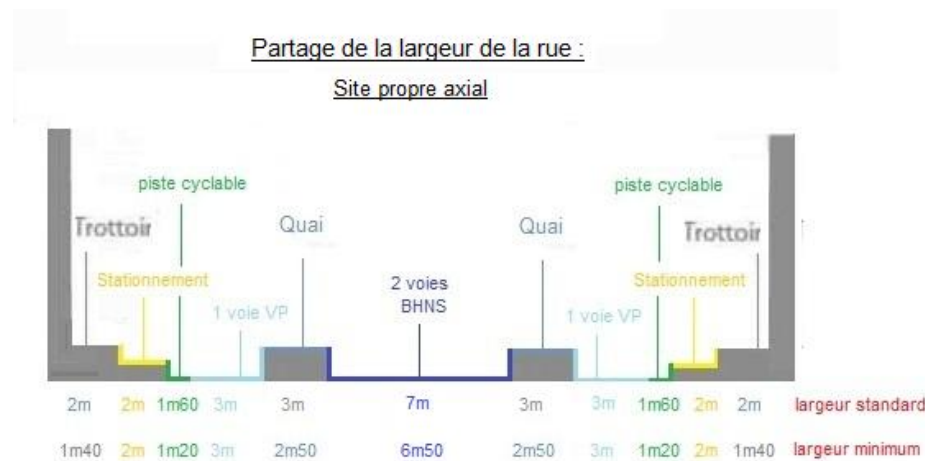 Partage de la largeur de la rue :
Site propre axial
piste cyclable
piste cyclable
Trottoir
Quai
Quai
Trottoir
Stationnement
2 voies
BHNS
Stationnement
1 voie VP
1 voie VP
2m 2m 1m60 3m 3m 7m 3m 3m 1m60 2m 2m largeur standard
1m40 2m 1m20 3m 2m50 6m50 2m50 3m 1m20 2m 1m40 largeur minimum